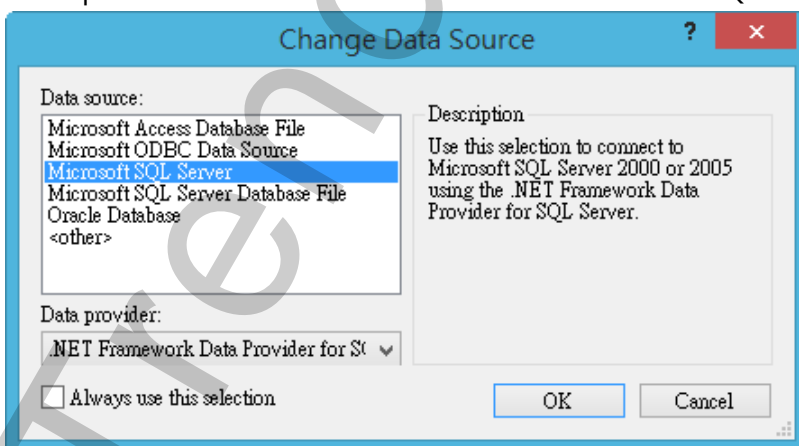 Change Data Source
?
×
Data source:
Microsoft Access Database File
Microsoft ODBC Data Source
Microsoft SQL Server
Microsoft SQL Server Database File
Oracle Database
<other>
Description
Use this selection to connect to
Microsoft SQL Server 2000 or 2005
using the .NET Framework Data
Provider for SQL Server.
Data provider:
.NET Framework Data Provider for S
Always use this selection
OK
Cancel
Tren